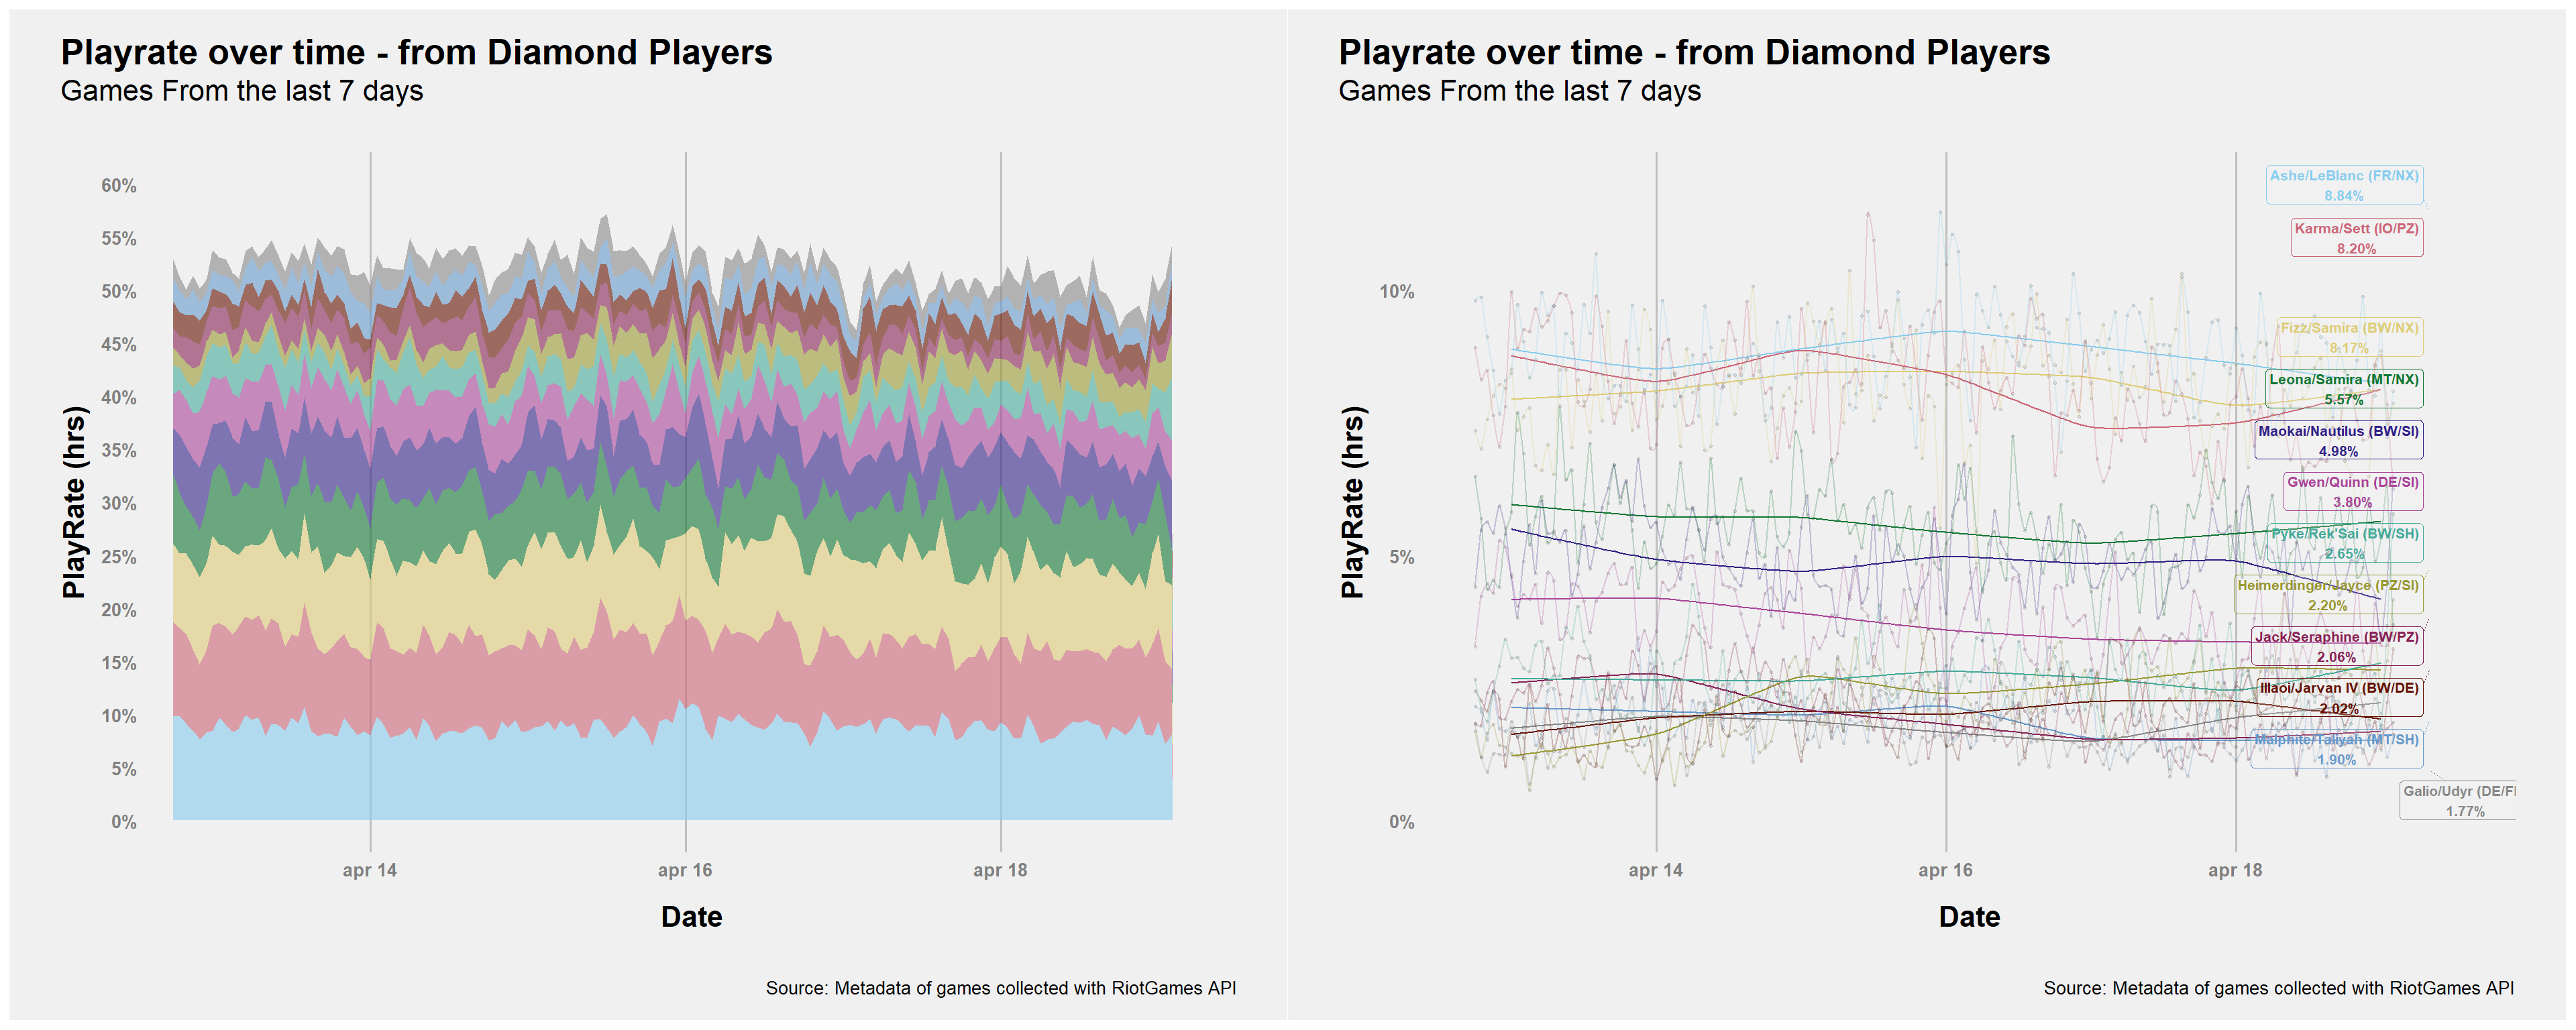 Playrate over time - from Diamond Players
Games From the last 7 days
PlayRate (hrs)
60%
55%
50%
45%
40%
35%
30%
25%
20%
15%
10%
5%
0%
apr 14
apr 16
apr 18
Date
Source: Metadata of games collected with RiotGames API
Playrate over time - from Diamond Players
Games From the last 7 days
PlayRate (hrs)
10%
5%
0%
Ashe/LeBlanc (FR/NX)
8.84%
Karma/Sett (IO/PZ)
8.20%
Fizz/Samira (BW/NX)
8.17%
Leona/Samira (MT/NX)
5.57%
Maokai/Nautilus (BW/SI)
4.98%
Gwen/Quinn (DE/SI)
3.80%
Pyke/Rek'Sai (BW/SH)
2.65%
Heimerdinger/Jayce (PZ/SI)
2.20%
Jack/Seraphine (BW/PZ)
2.06%
Illaoi/Jarvan IV (BW/DE)
2.02%
Malphite/Taliyah (MT/SH)
1.90%
Galio/Udyr (DE/F
1.77%
apr 14
apr 16
apr 18
Date
Source: Metadata of games collected with RiotGames API